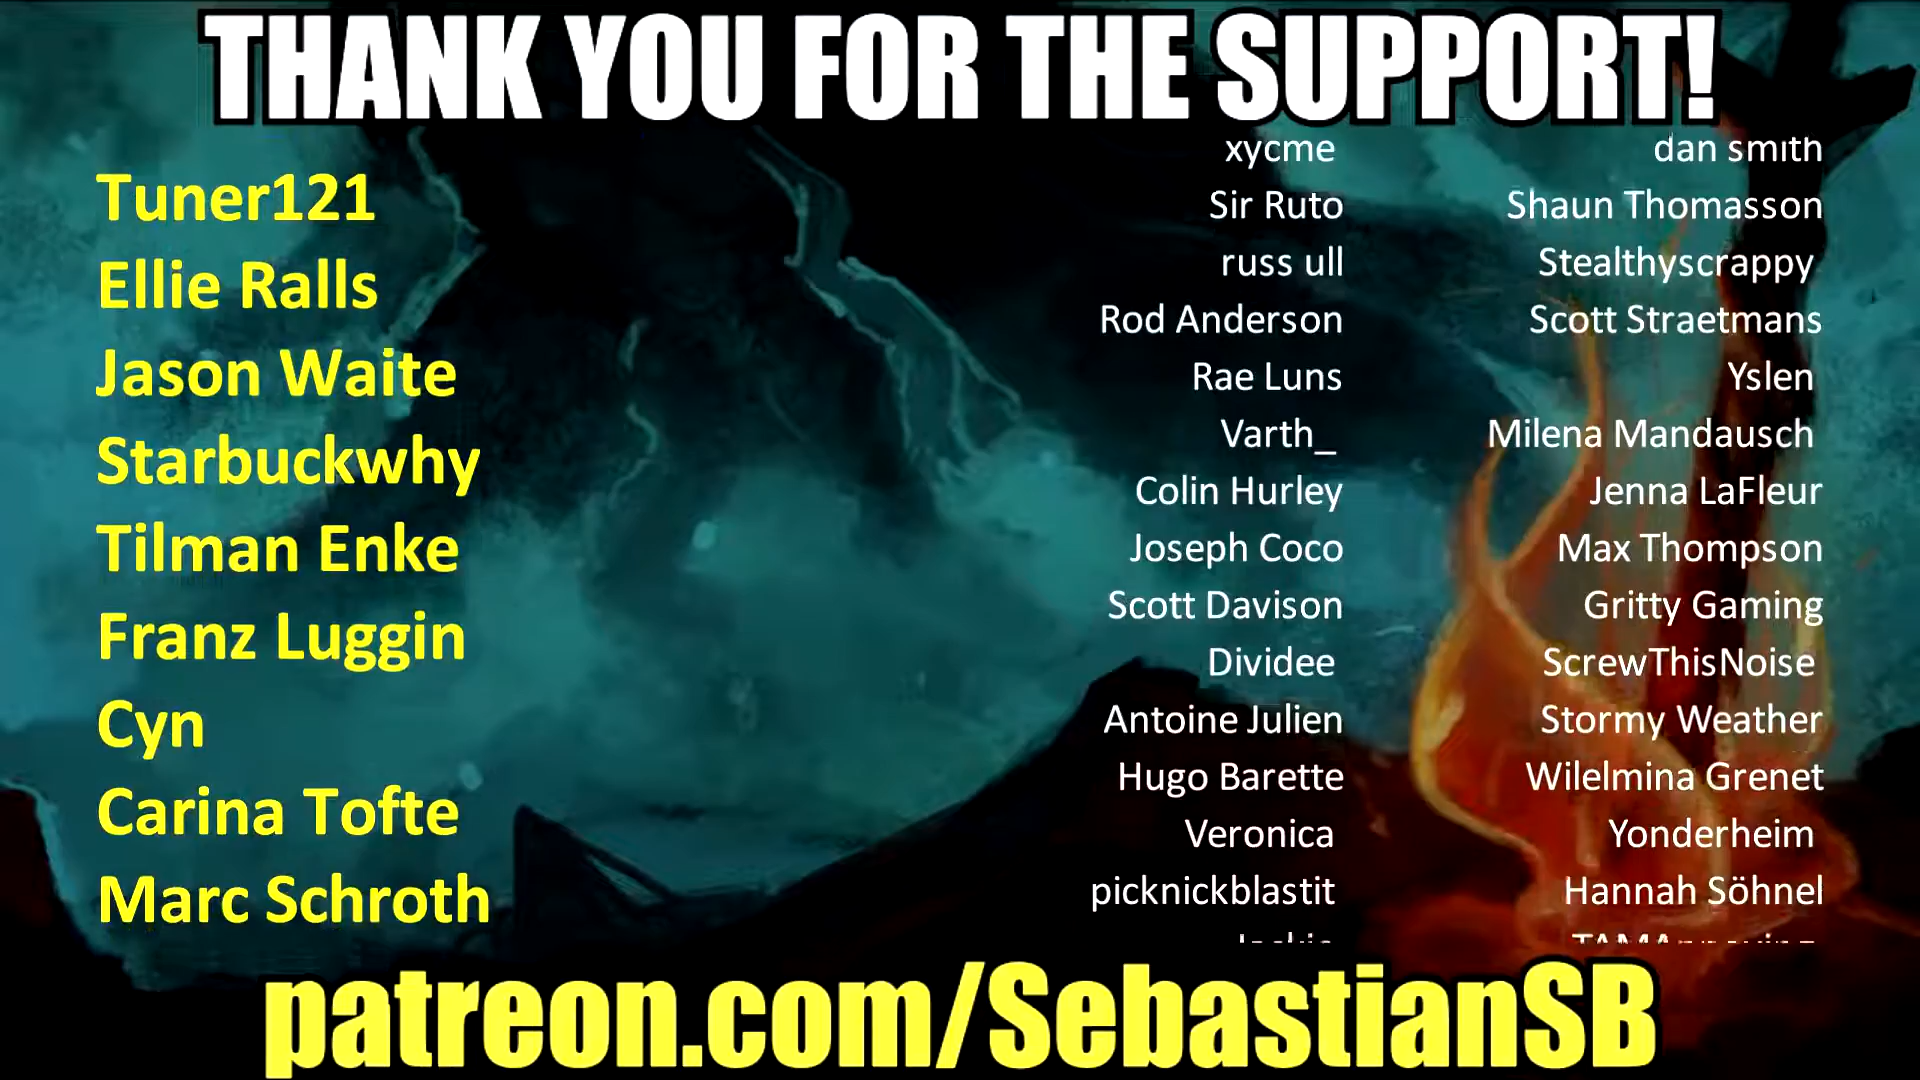 THANK YOU FOR THE SUPPORT!
Tuner121
Ellie Ralls
Jason Waite
Starbuckwhy
Tilman Enke
Franz Luggin
Cyn
Carina Tofte
Marc Schroth
xycme
Sir Ruto
russ ull
Rod Anderson
Rae Luns
Varth_
Colin Hurley
Joseph Coco
Scott Davison
Dividee
Antoine Julien
Hugo Barette
Veronica
picknickblastit
dan smith
Shaun Thomasson
Stealthyscrappy
Scott Straetmans
Yslen
Milena Mandausch
Jenna LaFleur
Max Thompson
Gritty Gaming
ScrewThisNoise
Stormy Weather
Wilelmina Grenet
Yonderheim
Hannah Söhnel
patreon.com/SebastianSB